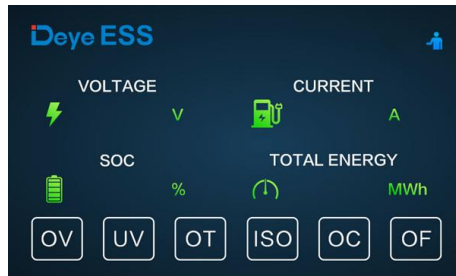 Deye ESS
VOLTAGE CURRENT
V A
SOC TOTAL ENERGY
% MWh
OV UV OT ISO OC OF